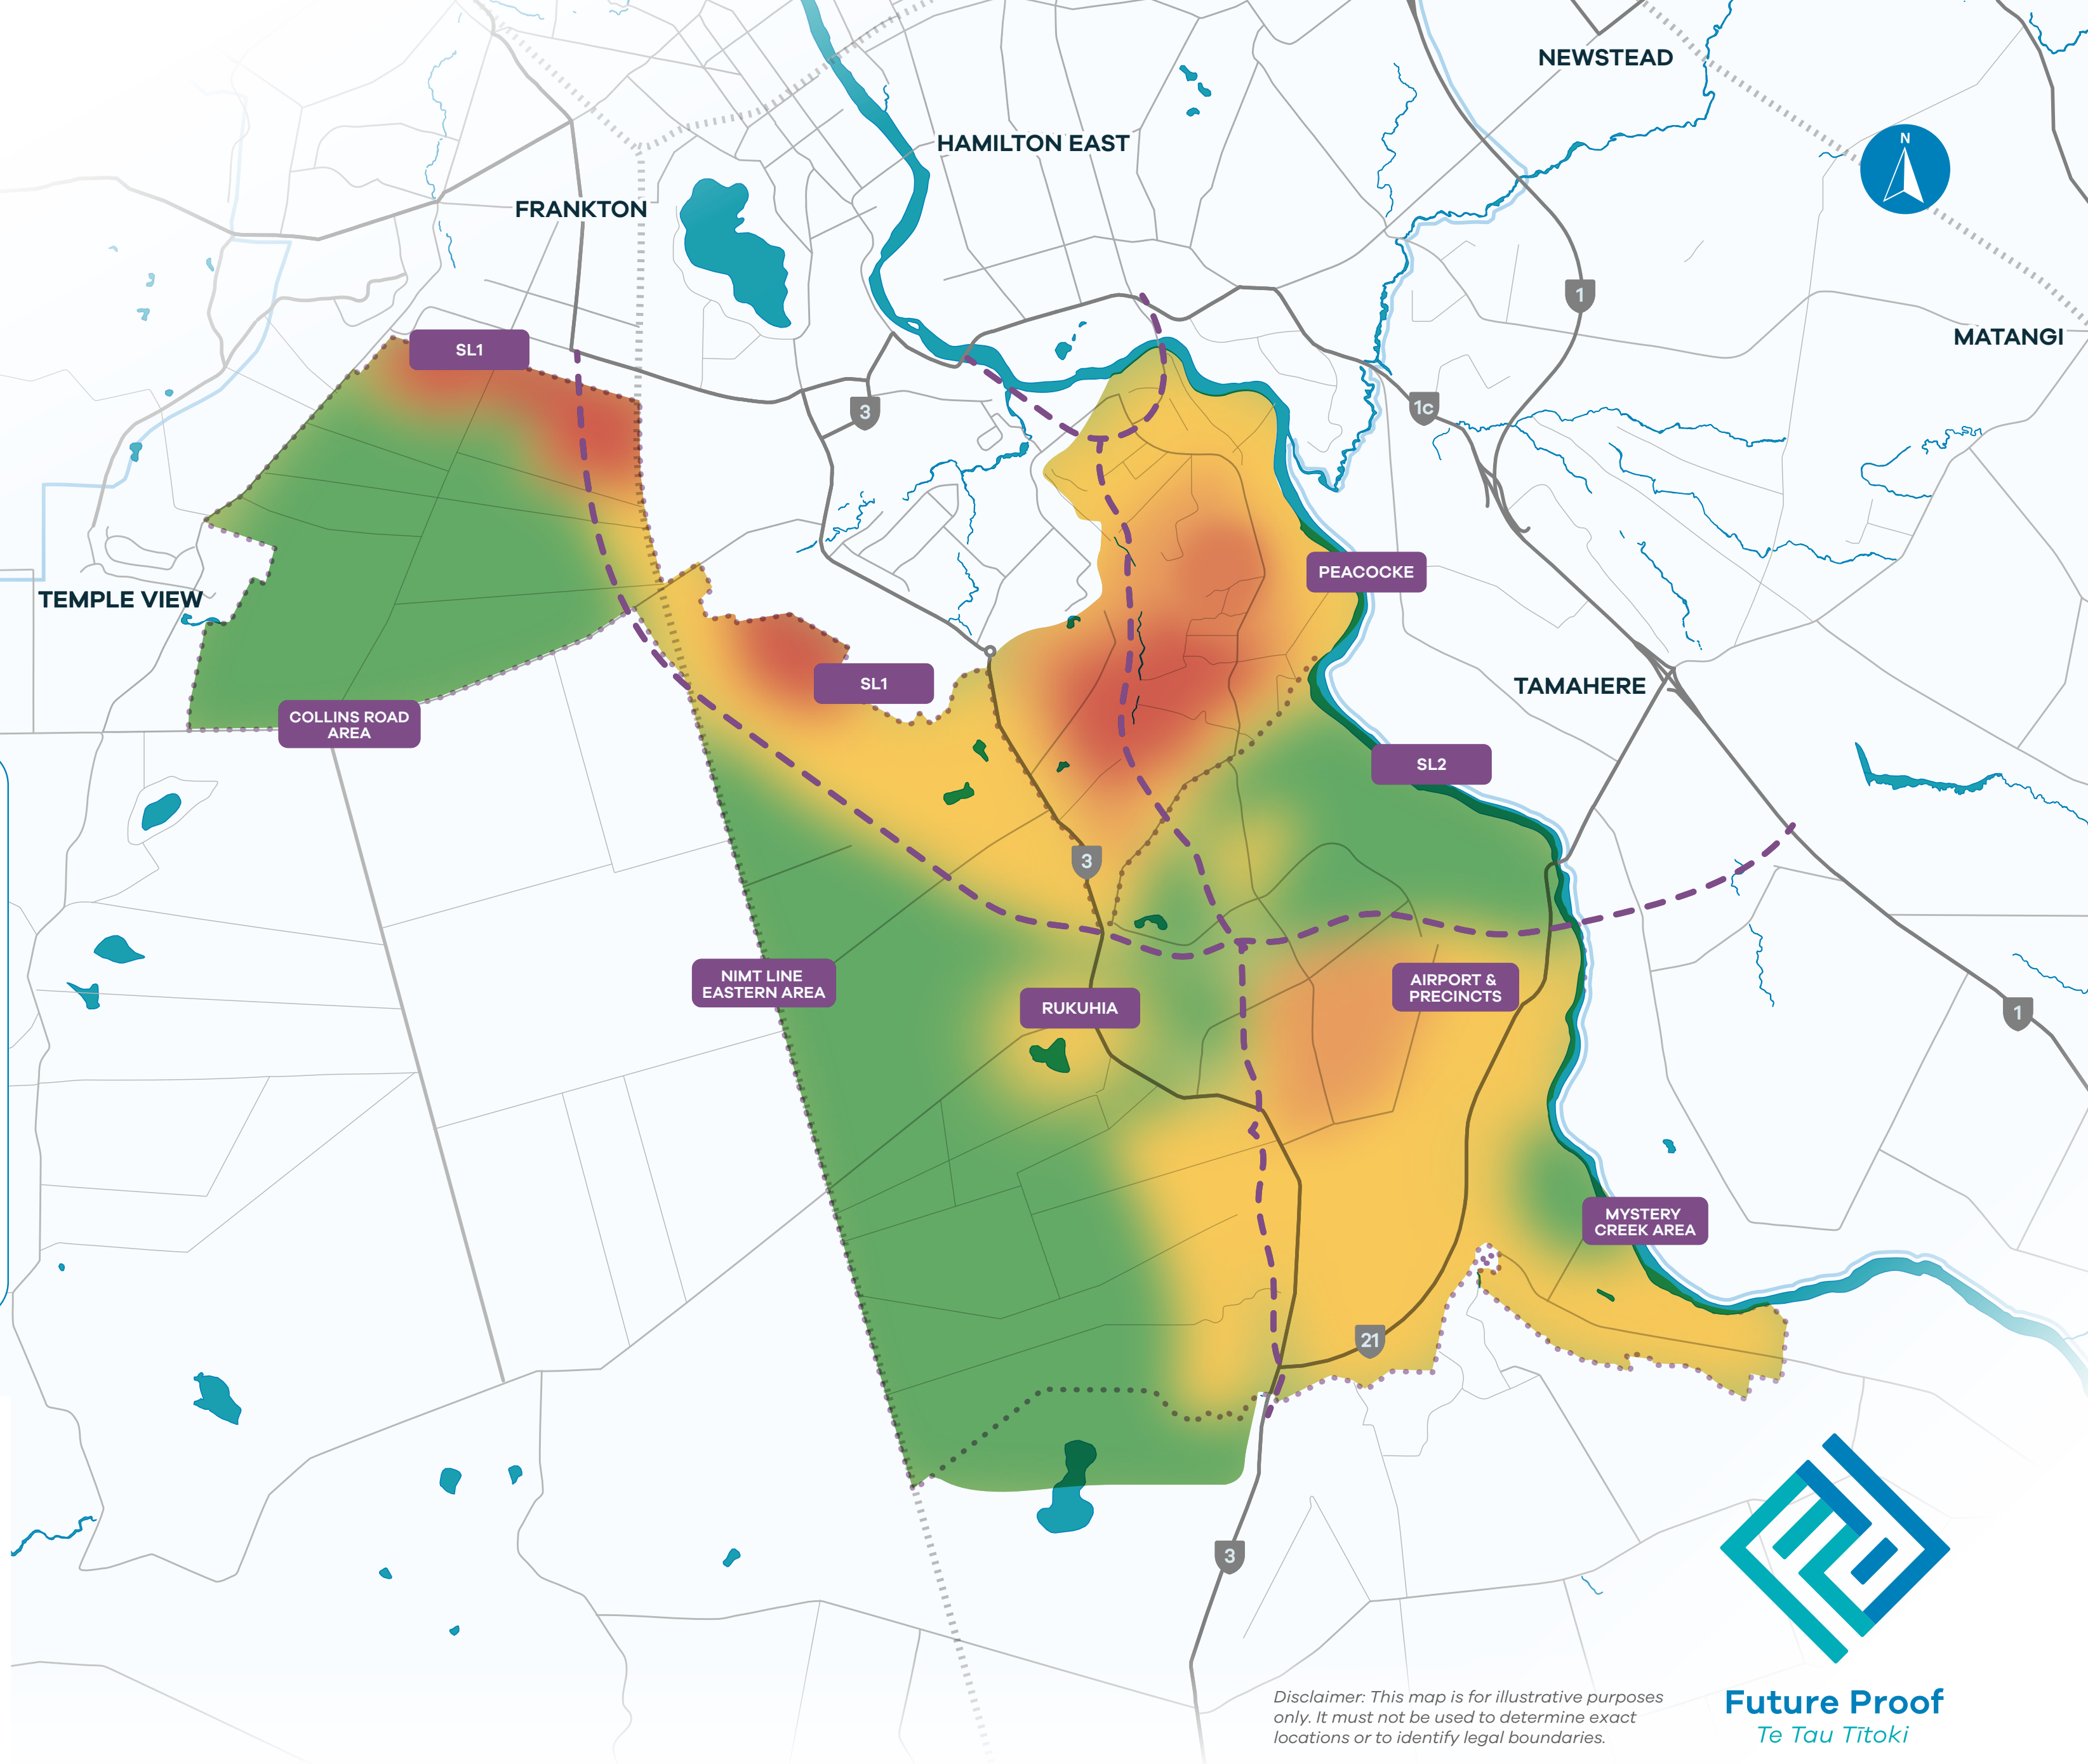 NEWSTEAD
N
HAMILTON EAST
FRANKTON
1
MATANGI
SL1
3
1c
PEACOCKE
TEMPLE VIEW
SL1
TAMAHERE
COLLINS ROAD
AREA
SL2
3
NIMT LINE
EASTERN AREA
AIRPORT &
PRECINCTS
RUKUHIA
1
MYSTERY
CREEK AREA
21
3
Disclaimer: This map is for illustrative purposes
only. It must not be used to determine exact
locations or to identify legal boundaries.
Future Proof
Te Tau Tītoki